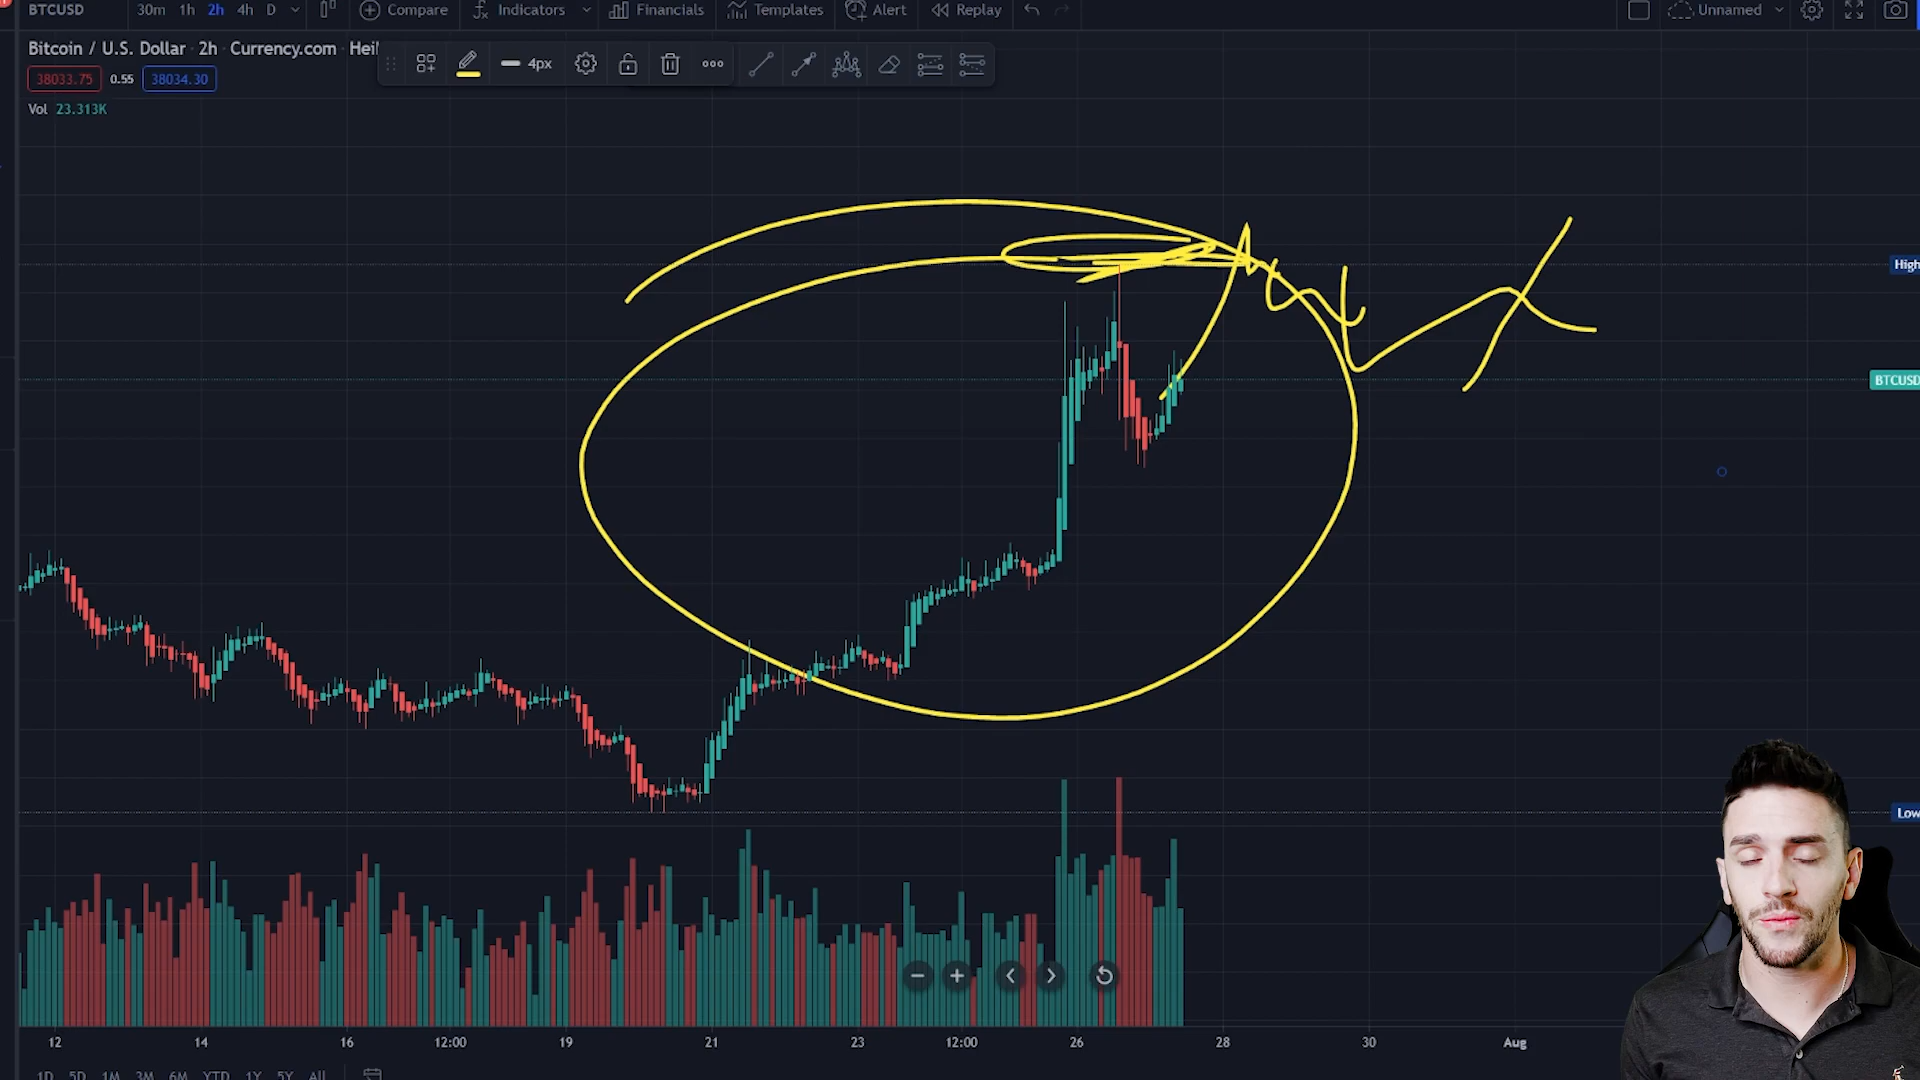 BTCUSD 30m 1h 2h 4h D Compare Indicators Financials Templates Alert Replay Unnamed
Bitcoin / U.S. Dollar · 2h · Currency.com · Hei
4px
38033.75 0.55 38034.30
Vol 23.313K
High
BTCUSD
Low
12 14 16 12:00 19 21 23 12:00 26 28 30 Aug
1D 5D 1M 3M 6M YTD 1Y 5Y All